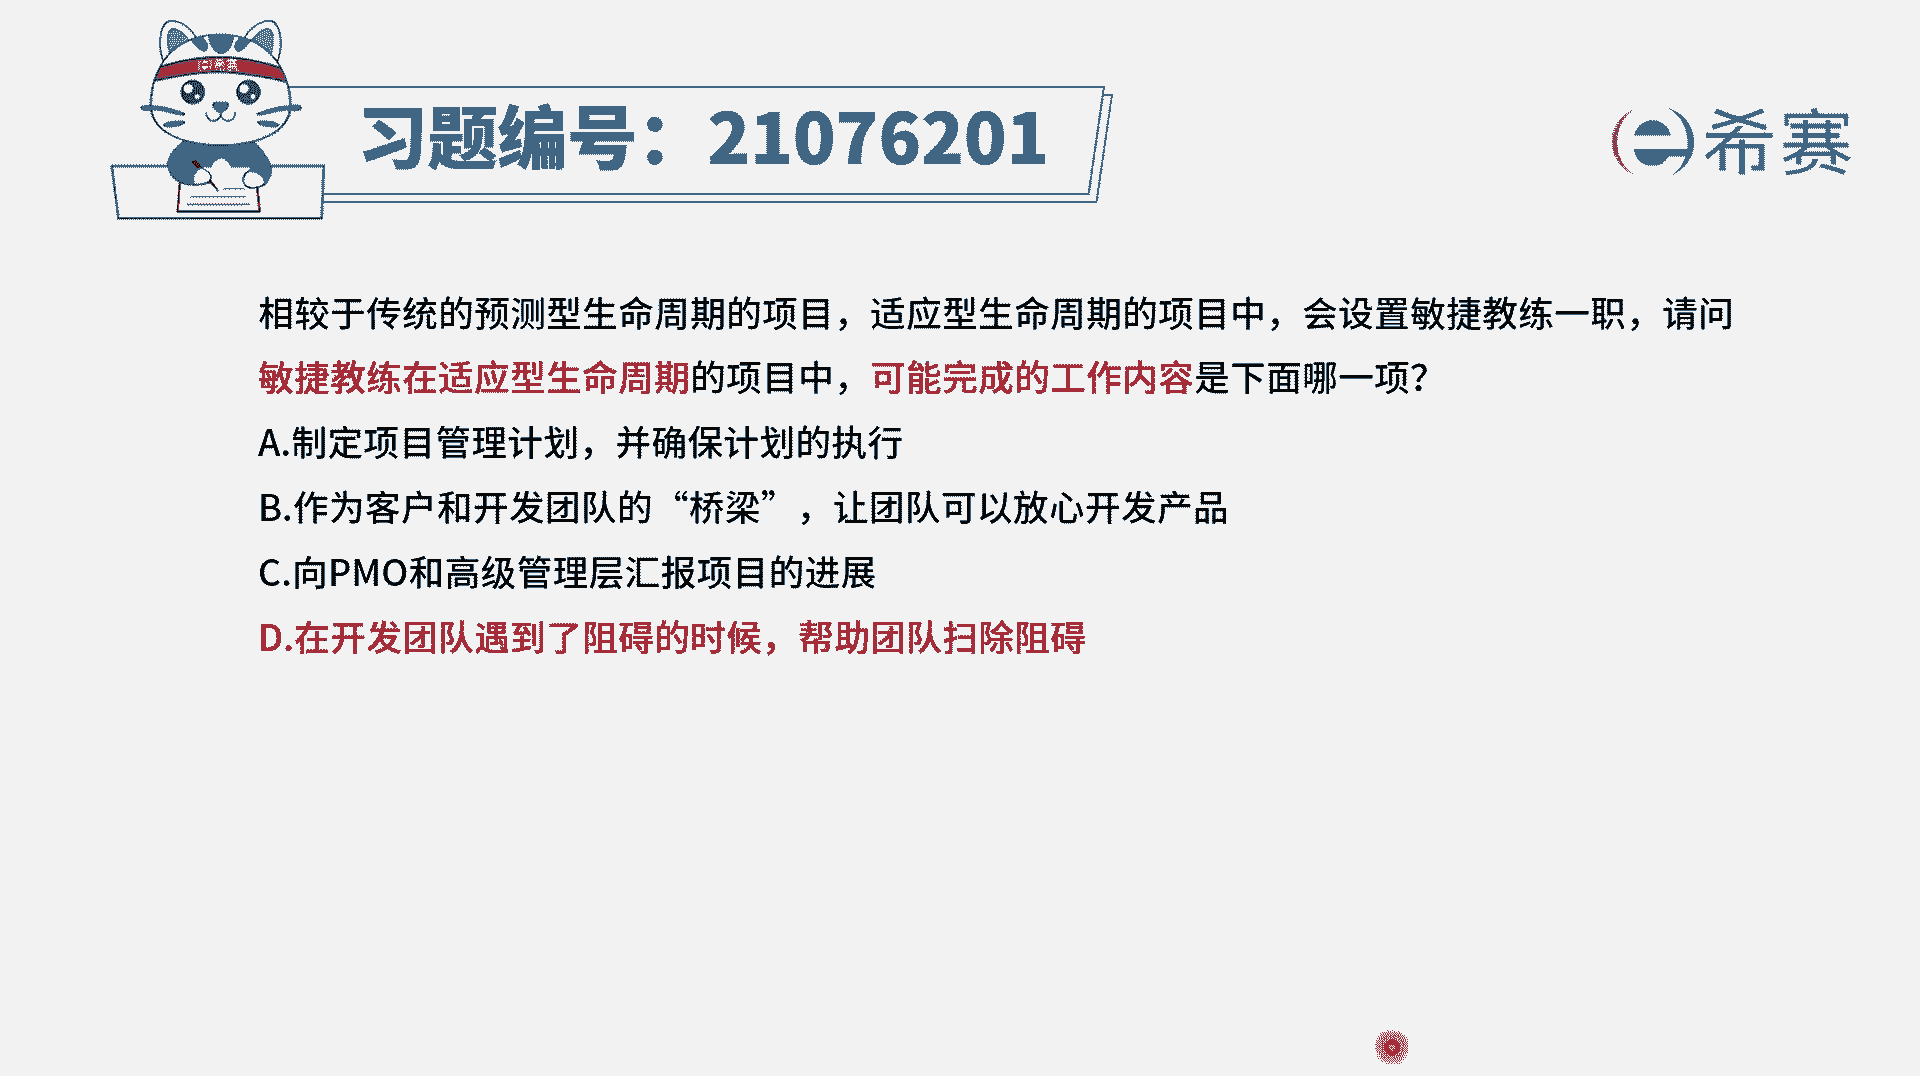 习题编号：21076201
希赛
相较于传统的预测型生命周期的项目，适应型生命周期的项目中，会设置敏捷教练一职，请问
敏捷教练在适应型生命周期的项目中，可能完成的工作内容是下面哪一项？
A.制定项目管理计划，并确保计划的执行
B.作为客户和开发团队的“桥梁”，让团队可以放心开发产品
C.向PMO和高级管理层汇报项目的进展
D.在开发团队遇到了阻碍的时候，帮助团队扫除阻碍